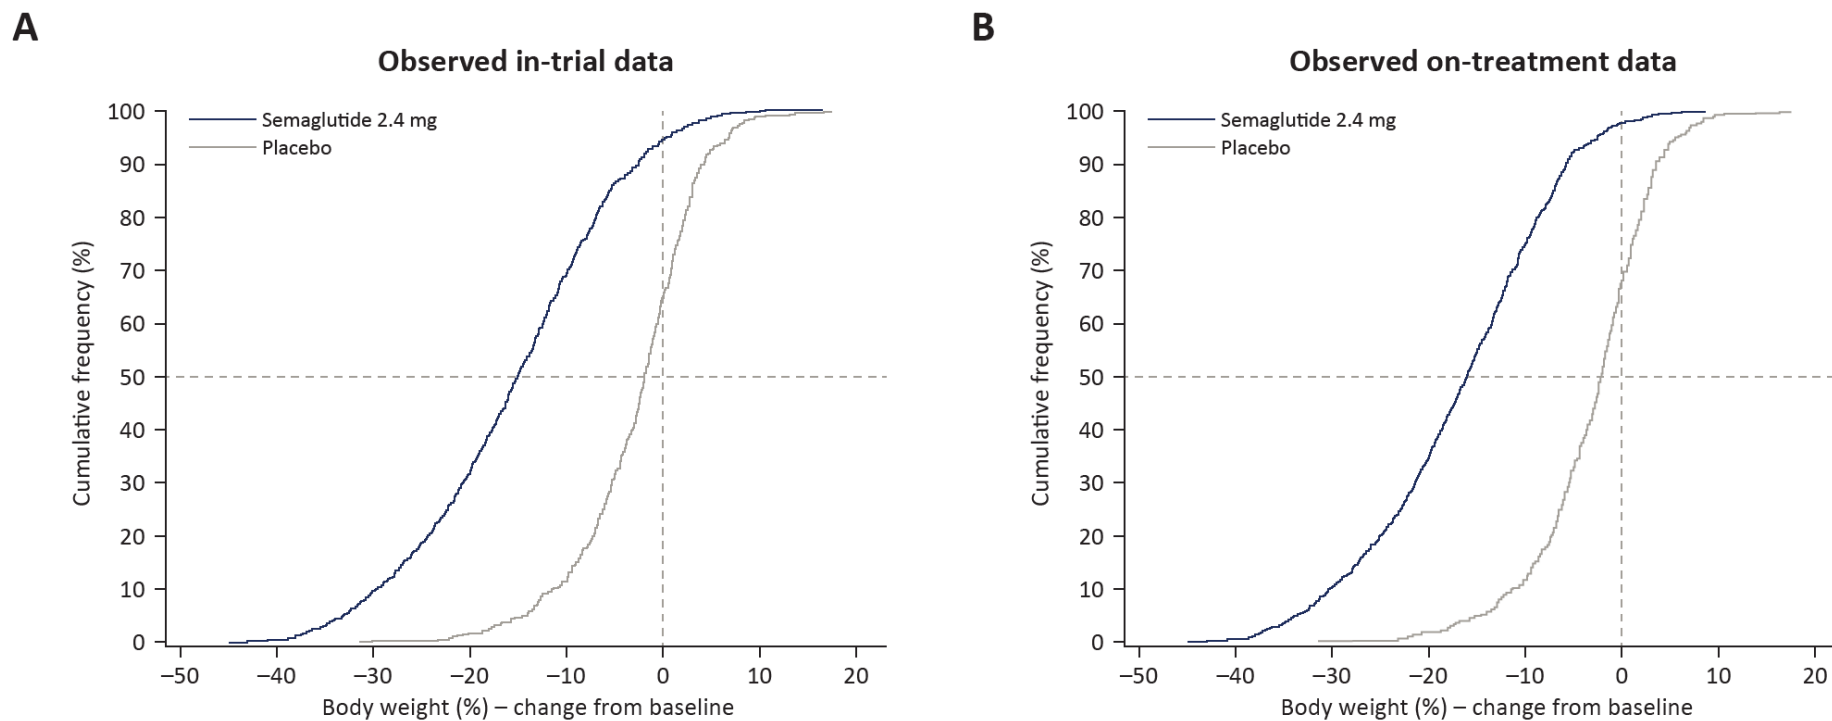 A
Observed in-trial data
Semaglutide 2.4 mg
Placebo
Cumulative frequency (%)
100
90
80
70
60
50
40
30
20
10
0
−50 −40 −30 −20 −10 0 10 20
Body weight (%) – change from baseline
B
Observed on-treatment data
Semaglutide 2.4 mg
Placebo
Cumulative frequency (%)
100
90
80
70
60
50
40
30
20
10
0
−50 −40 −30 −20 −10 0 10 20
Body weight (%) – change from baseline